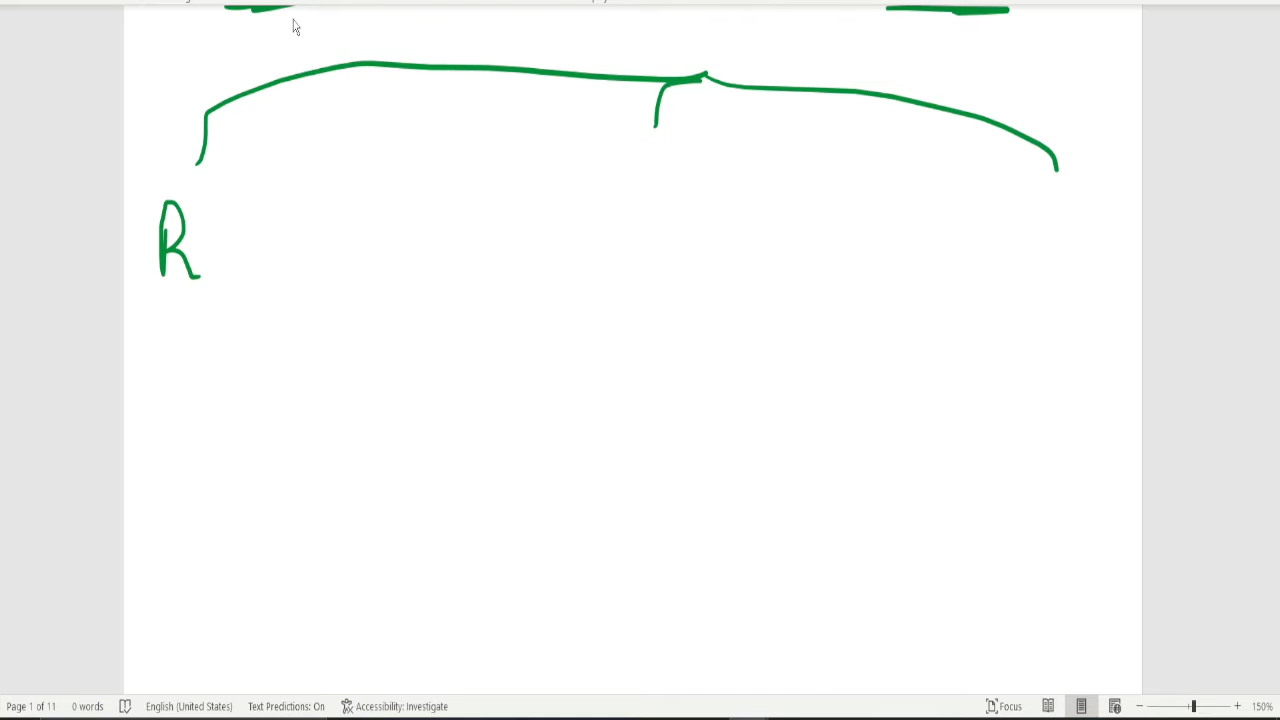 R
Page 1 of 11 0 words English (United States) Text Predictions: On Accessibility: Investigate Focus 150%